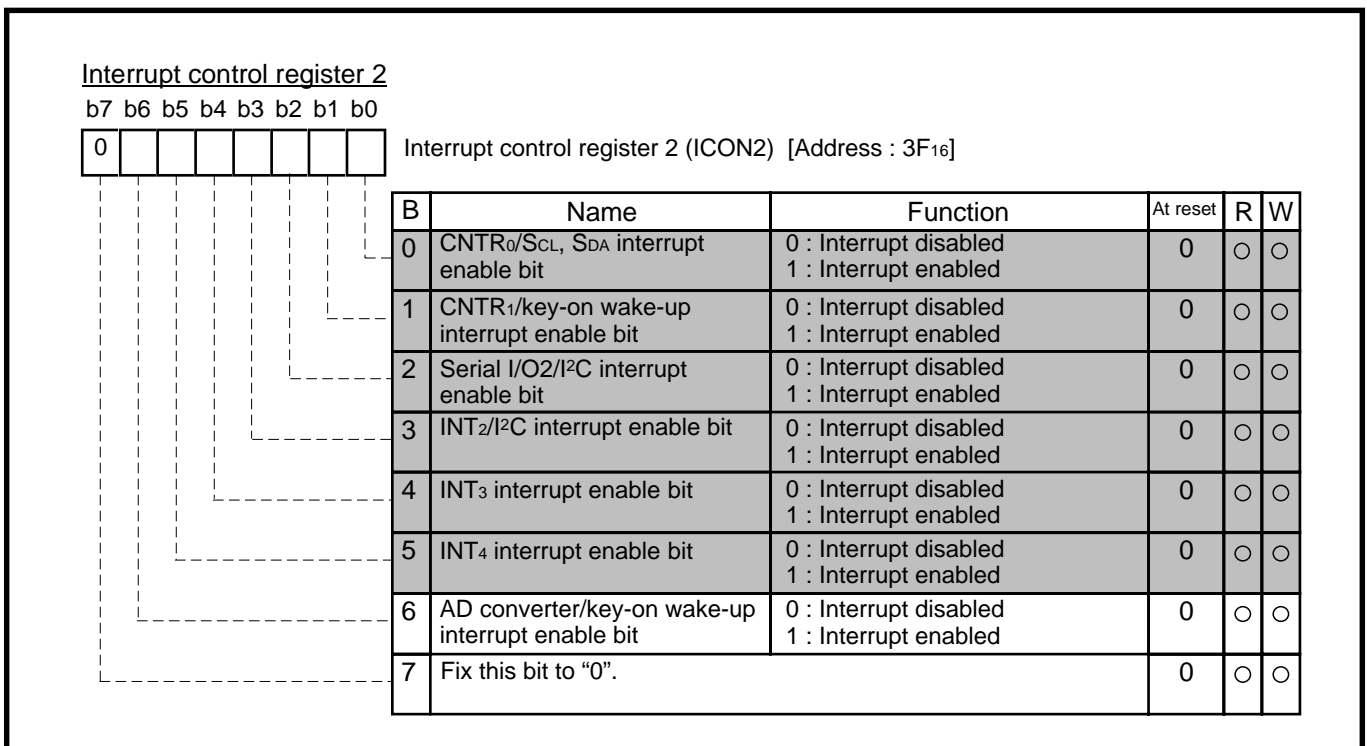 Interrupt control register 2
b7 b6 b5 b4 b3 b2 b1 b0
0
Interrupt control register 2 (ICON2) [Address : 3F16]
B Name Function At reset R W
0 CNTR0/SCL, SDA interrupt 0 : Interrupt disabled 0 ○ ○
enable bit 1 : Interrupt enabled
1 CNTR1/key-on wake-up 0 : Interrupt disabled 0 ○ ○
interrupt enable bit 1 : Interrupt enabled
2 Serial I/O2/I2C interrupt 0 : Interrupt disabled 0 ○ ○
enable bit 1 : Interrupt enabled
3 INT2/I2C interrupt enable bit 0 : Interrupt disabled 0 ○ ○
1 : Interrupt enabled
4 INT3 interrupt enable bit 0 : Interrupt disabled 0 ○ ○
1 : Interrupt enabled
5 INT4 interrupt enable bit 0 : Interrupt disabled 0 ○ ○
1 : Interrupt enabled
6 AD converter/key-on wake-up 0 : Interrupt disabled 0 ○ ○
interrupt enable bit 1 : Interrupt enabled
7 Fix this bit to “0”. 0 ○ ○